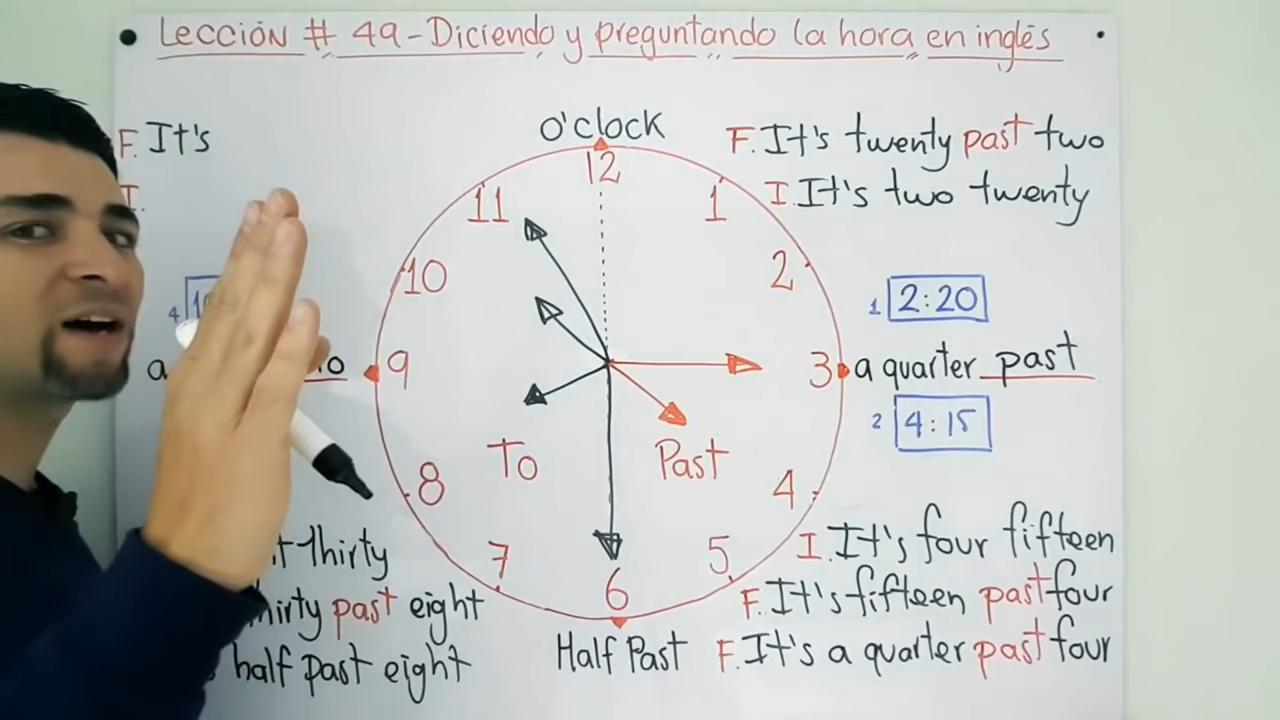 Lección # 49 - Diciendo y preguntando la hora en inglés
F. It's
I.
4
a
t thirty
thirty past eight
half past eight
o'clock
12
1
2
3
4
5
6
7
8
9
10
11
To
Past
Half Past
F. It's twenty past two
I. It's two twenty
1 2:20
a quarter past
2 4:15
I. It's four fifteen
F. It's fifteen past four
F. It's a quarter past four